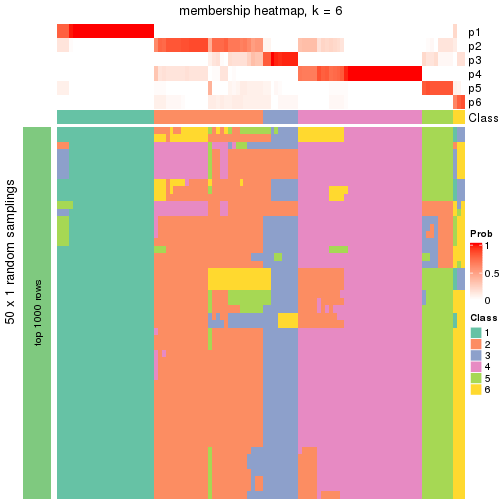 membership heatmap, k = 6
p1
p2
p3
p4
p5
p6
Class
50 x 1 random samplings
top 1000 rows
Prob
1
0.5
0
Class
1
2
3
4
5
6